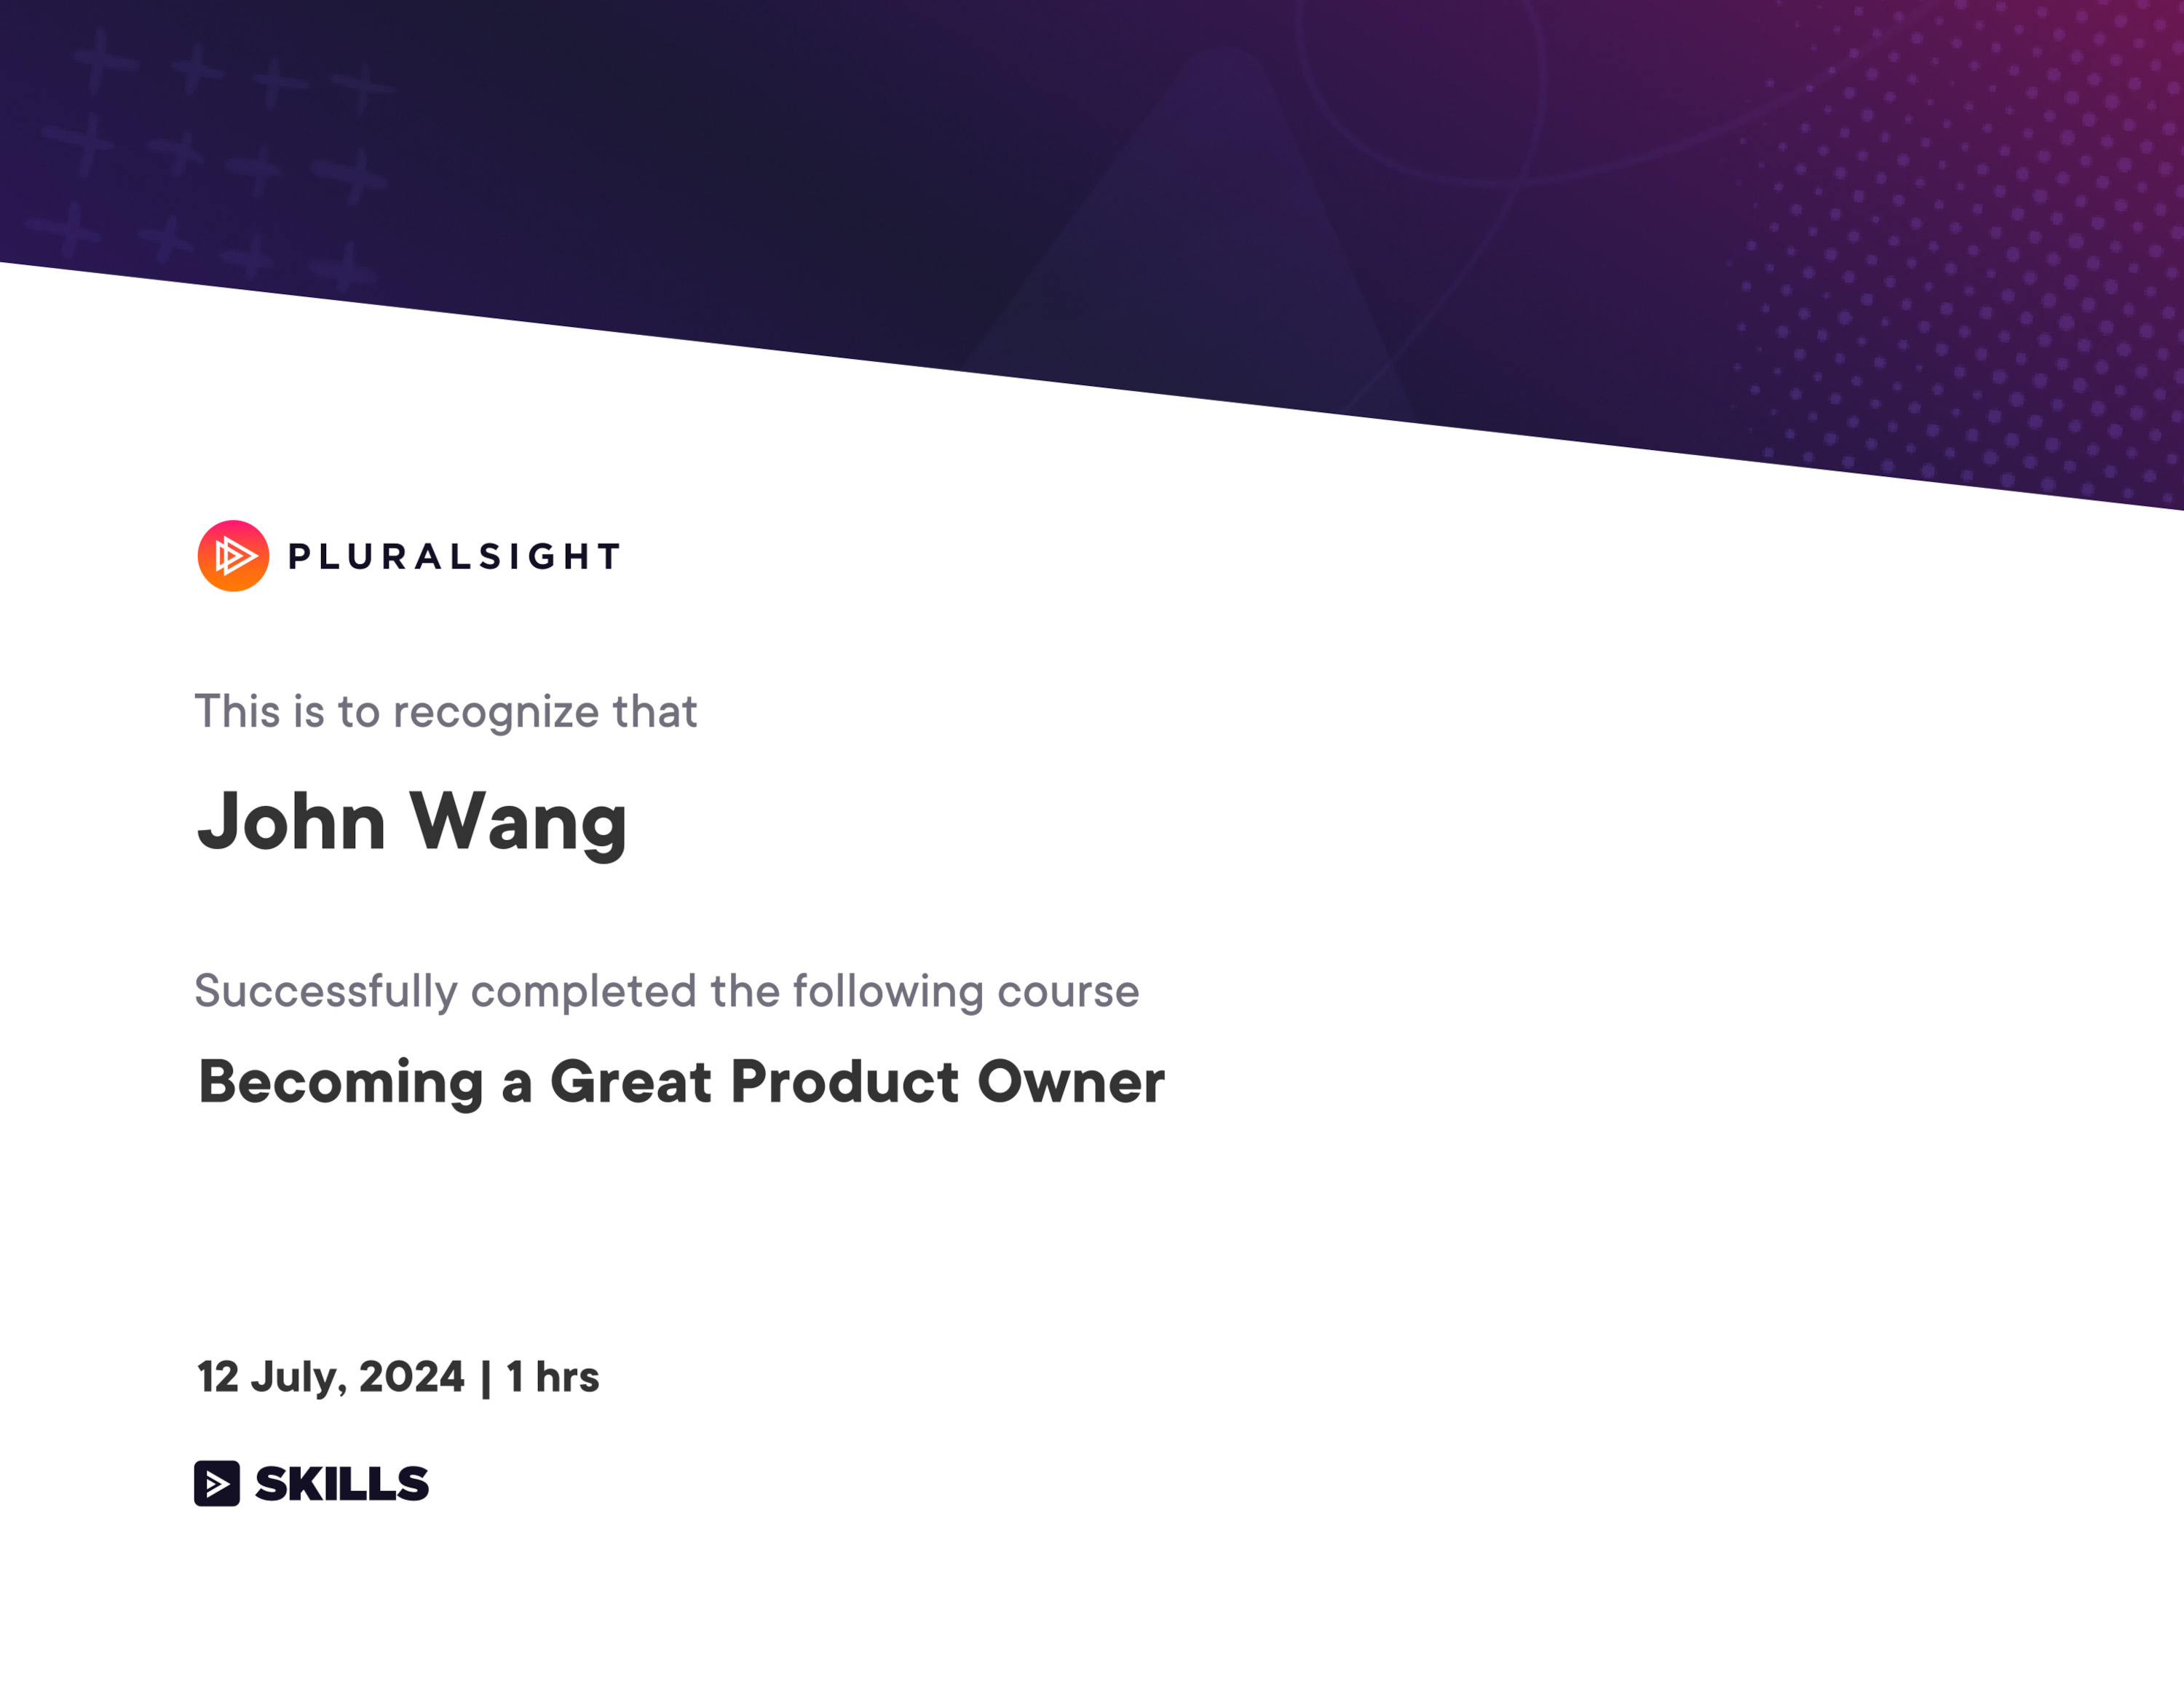 PLURALSIGHT
This is to recognize that
John Wang
Successfully completed the following course
Becoming a Great Product Owner
12 July, 2024 | 1 hrs
SKILLS